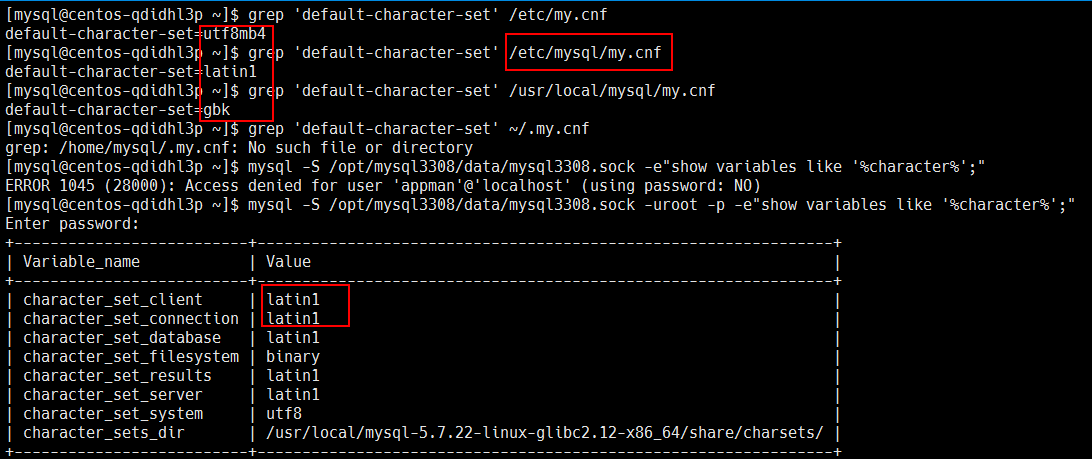 [mysql@centos-qdidhl3p ~]$ grep 'default-character-set' /etc/my.cnf
default-character-set=utf8mb4
[mysql@centos-qdidhl3p ~]$ grep 'default-character-set' /etc/mysql/my.cnf
default-character-set=latin1
[mysql@centos-qdidhl3p ~]$ grep 'default-character-set' /usr/local/mysql/my.cnf
default-character-set=gbk
[mysql@centos-qdidhl3p ~]$ grep 'default-character-set' ~/.my.cnf
grep: /home/mysql/.my.cnf: No such file or directory
[mysql@centos-qdidhl3p ~]$ mysql -S /opt/mysql3308/data/mysql3308.sock -e"show variables like '%character%';"
ERROR 1045 (28000): Access denied for user 'appman'@'localhost' (using password: NO)
[mysql@centos-qdidhl3p ~]$ mysql -S /opt/mysql3308/data/mysql3308.sock -uroot -p -e"show variables like '%character%';"
Enter password:
+--------------------------+----------------------------------------------------------------+
| Variable_name            | Value                                                          |
+--------------------------+----------------------------------------------------------------+
| character_set_client     | latin1                                                         |
| character_set_connection | latin1                                                         |
| character_set_database   | latin1                                                         |
| character_set_filesystem | binary                                                         |
| character_set_results    | latin1                                                         |
| character_set_server     | latin1                                                         |
| character_set_system     | utf8                                                           |
| character_sets_dir       | /usr/local/mysql-5.7.22-linux-glibc2.12-x86_64/share/charsets/ |
+--------------------------+----------------------------------------------------------------+